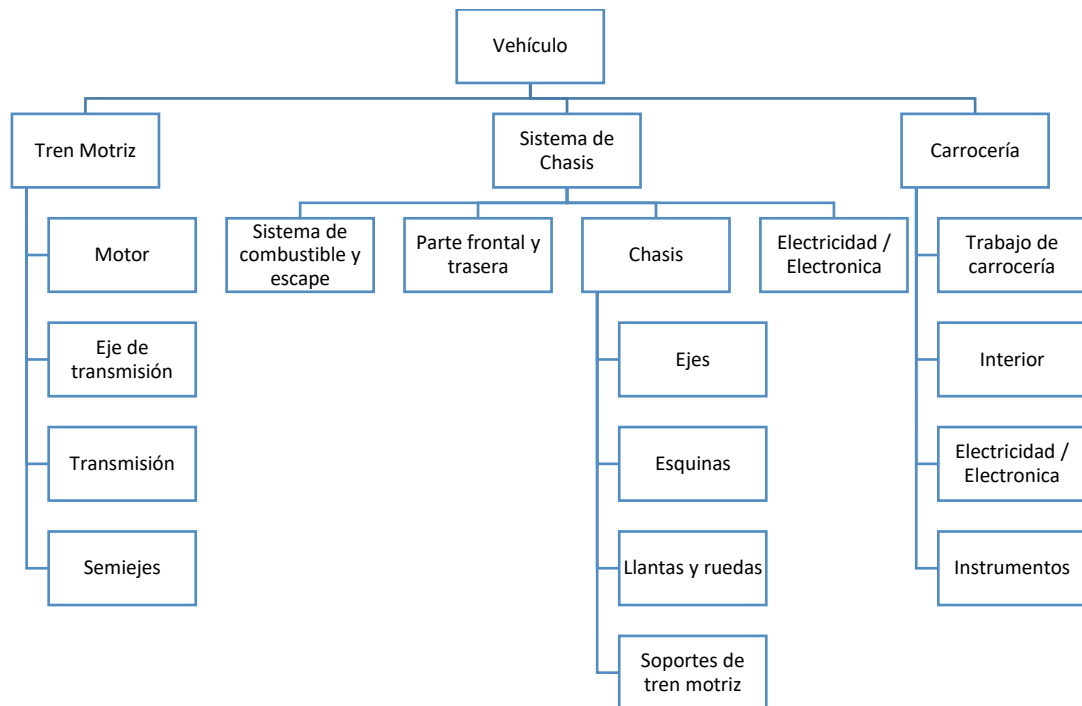 Vehículo
Tren Motriz
Sistema de
Chasis
Carrocería
Motor
Sistema de
combustible y
escape
Parte frontal y
trasera
Chasis
Electricidad /
Electronica
Trabajo de
carrocería
Eje de
transmisión
Ejes
Interior
Transmisión
Esquinas
Electricidad /
Electronica
Semiejes
Llantas y ruedas
Instrumentos
Soportes de
tren motriz